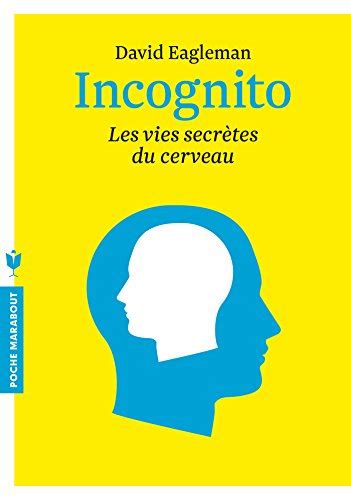 David Eagleman
Incognito
Les vies secrètes
du cerveau
POCHE MARABOUT